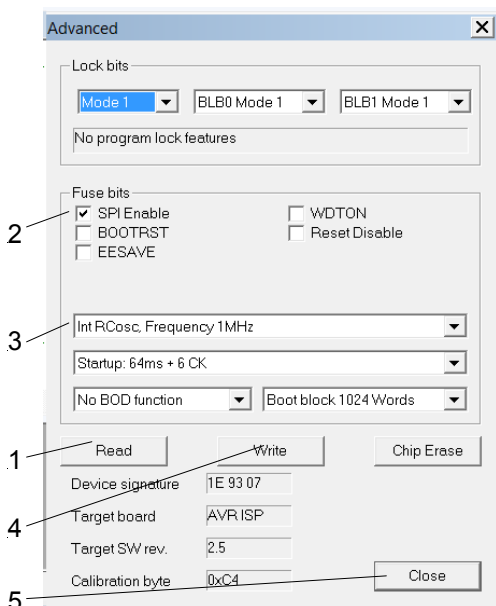 Advanced
Lock bits
Mode 1 BLB0 Mode 1 BLB1 Mode 1
No program lock features
Fuse bits
2 SPI Enable WDTON
BOOTRST Reset Disable
EESAVE
3 Int RCosc, Frequency 1MHz
Startup: 64ms + 6 CK
No BOD function Boot block 1024 Words
1 Read Write Chip Erase
Device signature 1E 93 07
4 Target board AVR ISP
Target SW rev. 2.5
5 Calibration byte 0xC4 Close